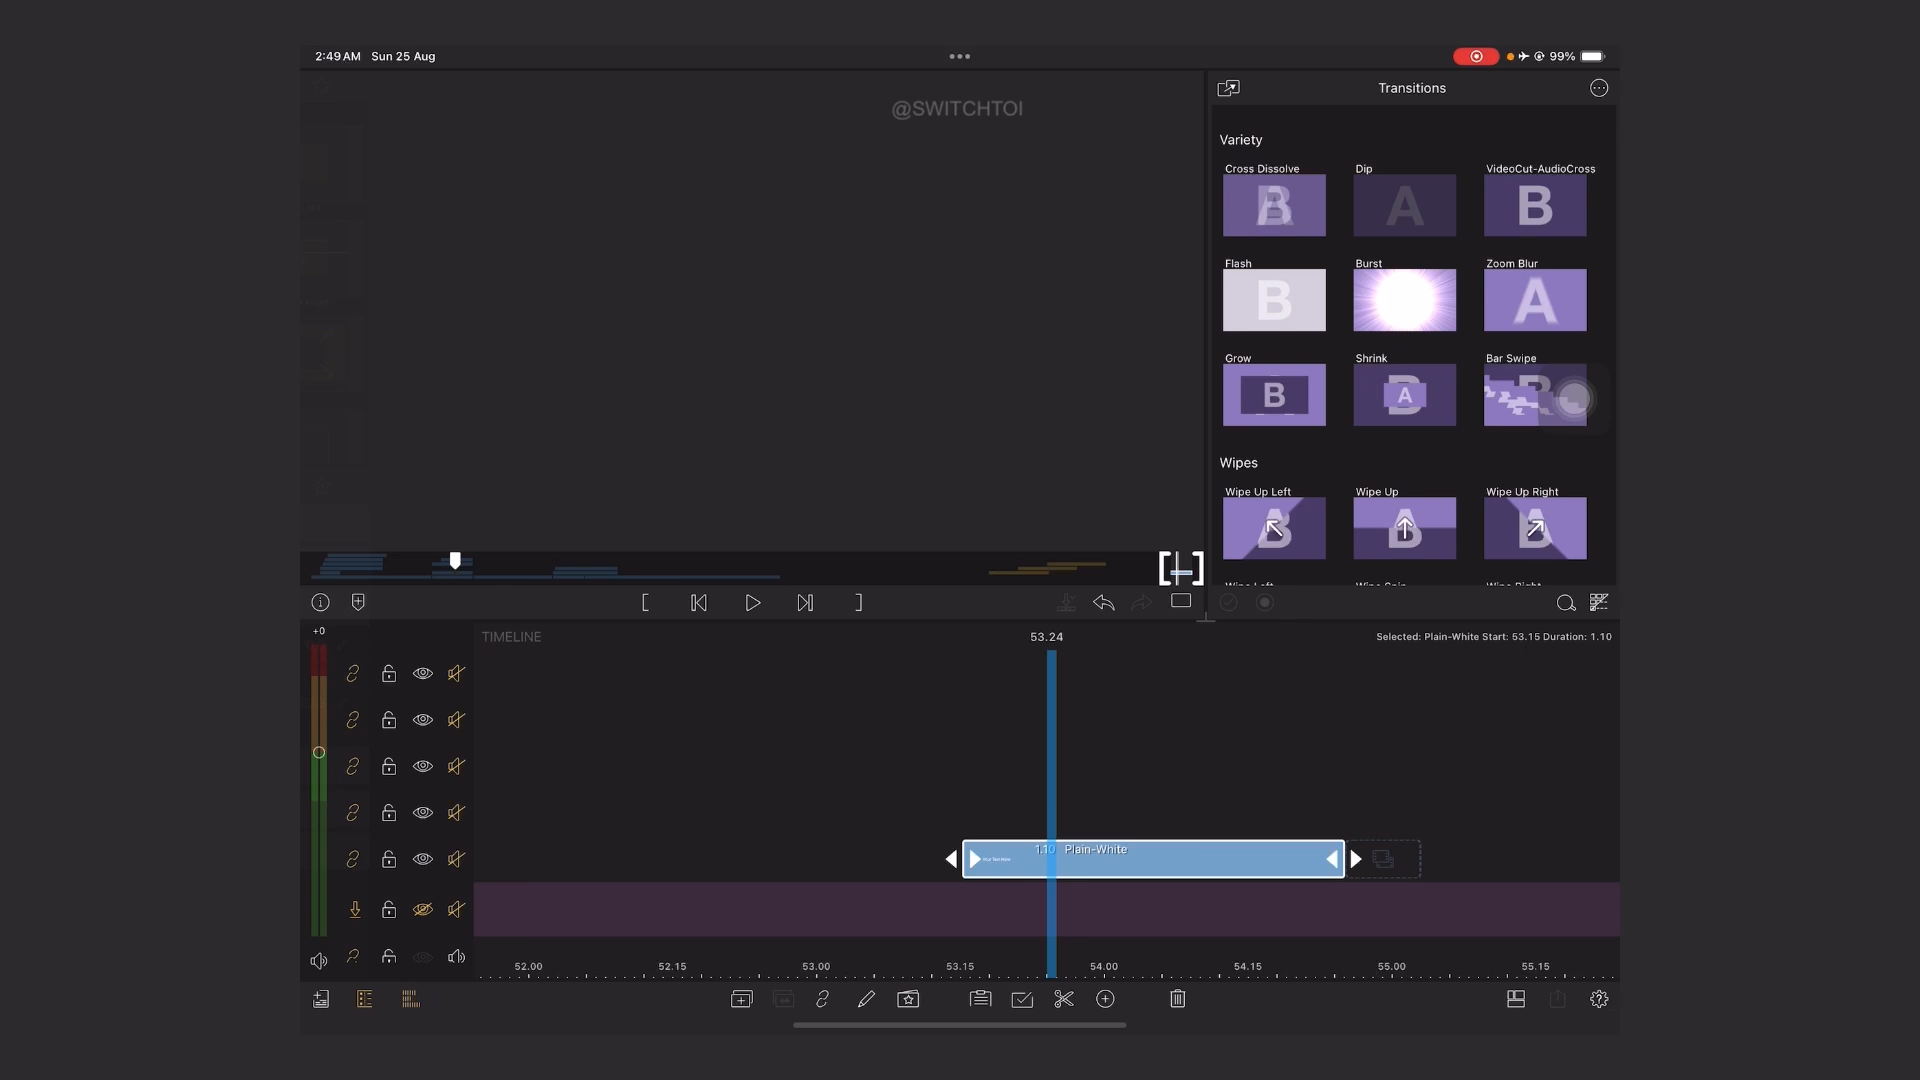 2:49 AM Sun 25 Aug
99%
@SWITCHTOI
Transitions
Variety
Cross Dissolve Dip VideoCut-AudioCross
B A A B
Flash Burst Zoom Blur
B A
Grow Shrink Bar Swipe
B B A B
Wipes
Wipe Up Left Wipe Up Wipe Up Right
+0
TIMELINE
53.24
Selected: Plain-White Start: 53.15 Duration: 1.10
1.10 Plain-White
52.00 52.15 53.00 53.15 54.00 54.15 55.00 55.15